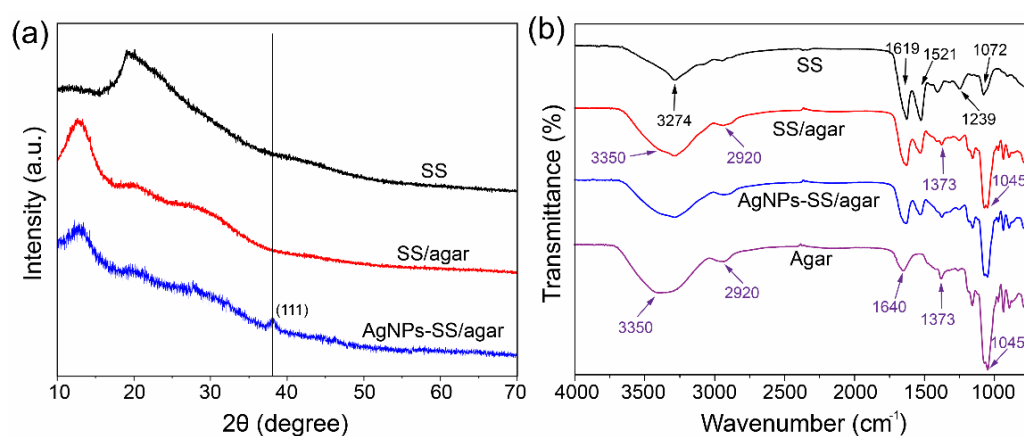 (a)
Intensity (a.u.)
SS
SS/agar
(111)
AgNPs-SS/agar
10 20 30 40 50 60 70
2θ (degree)
(b)
Transmittance (%)
1619 1521 1072
SS
3274
1239
SS/agar
3350 2920
1373 1045
AgNPs-SS/agar
Agar
3350 2920 1640 1373
1045
4000 3500 3000 2500 2000 1500 1000
Wavenumber (cm⁻¹)